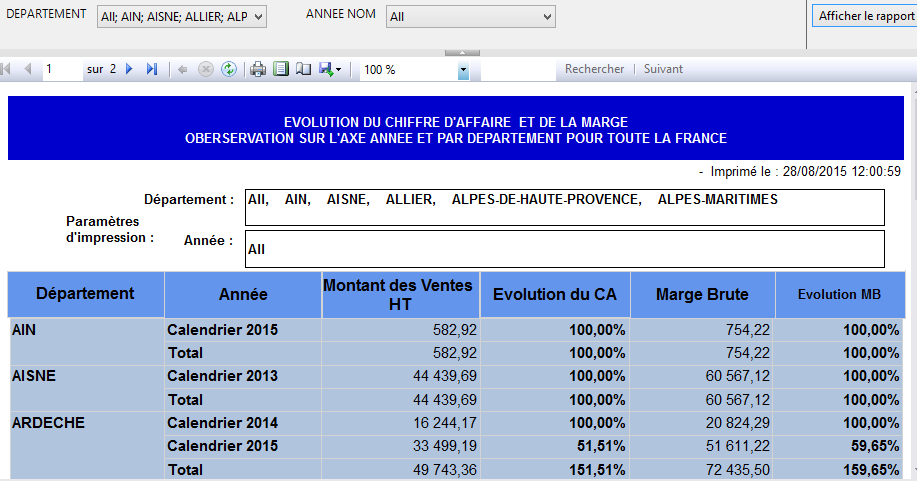 DEPARTEMENT All; AIN; AISNE; ALLIER; ALP ANNEE NOM All Afficher le rapport
1 sur 2 100 % Rechercher | Suivant
EVOLUTION DU CHIFFRE D'AFFAIRE ET DE LA MARGE
OBERSERVATION SUR L'AXE ANNEE ET PAR DEPARTEMENT POUR TOUTE LA FRANCE
- Imprimé le : 28/08/2015 12:00:59
Département : All, AIN, AISNE, ALLIER, ALPES-DE-HAUTE-PROVENCE, ALPES-MARITIMES
Paramètres
d'impression :
Année : All
Département Année Montant des Ventes HT Evolution du CA Marge Brute Evolution MB
AIN Calendrier 2015 582,92 100,00% 754,22 100,00%
Total 582,92 100,00% 754,22 100,00%
AISNE Calendrier 2013 44 439,69 100,00% 60 567,12 100,00%
Total 44 439,69 100,00% 60 567,12 100,00%
ARDECHE Calendrier 2014 16 244,17 100,00% 20 824,29 100,00%
Calendrier 2015 33 499,19 51,51% 51 611,22 59,65%
Total 49 743,36 151,51% 72 435,50 159,65%